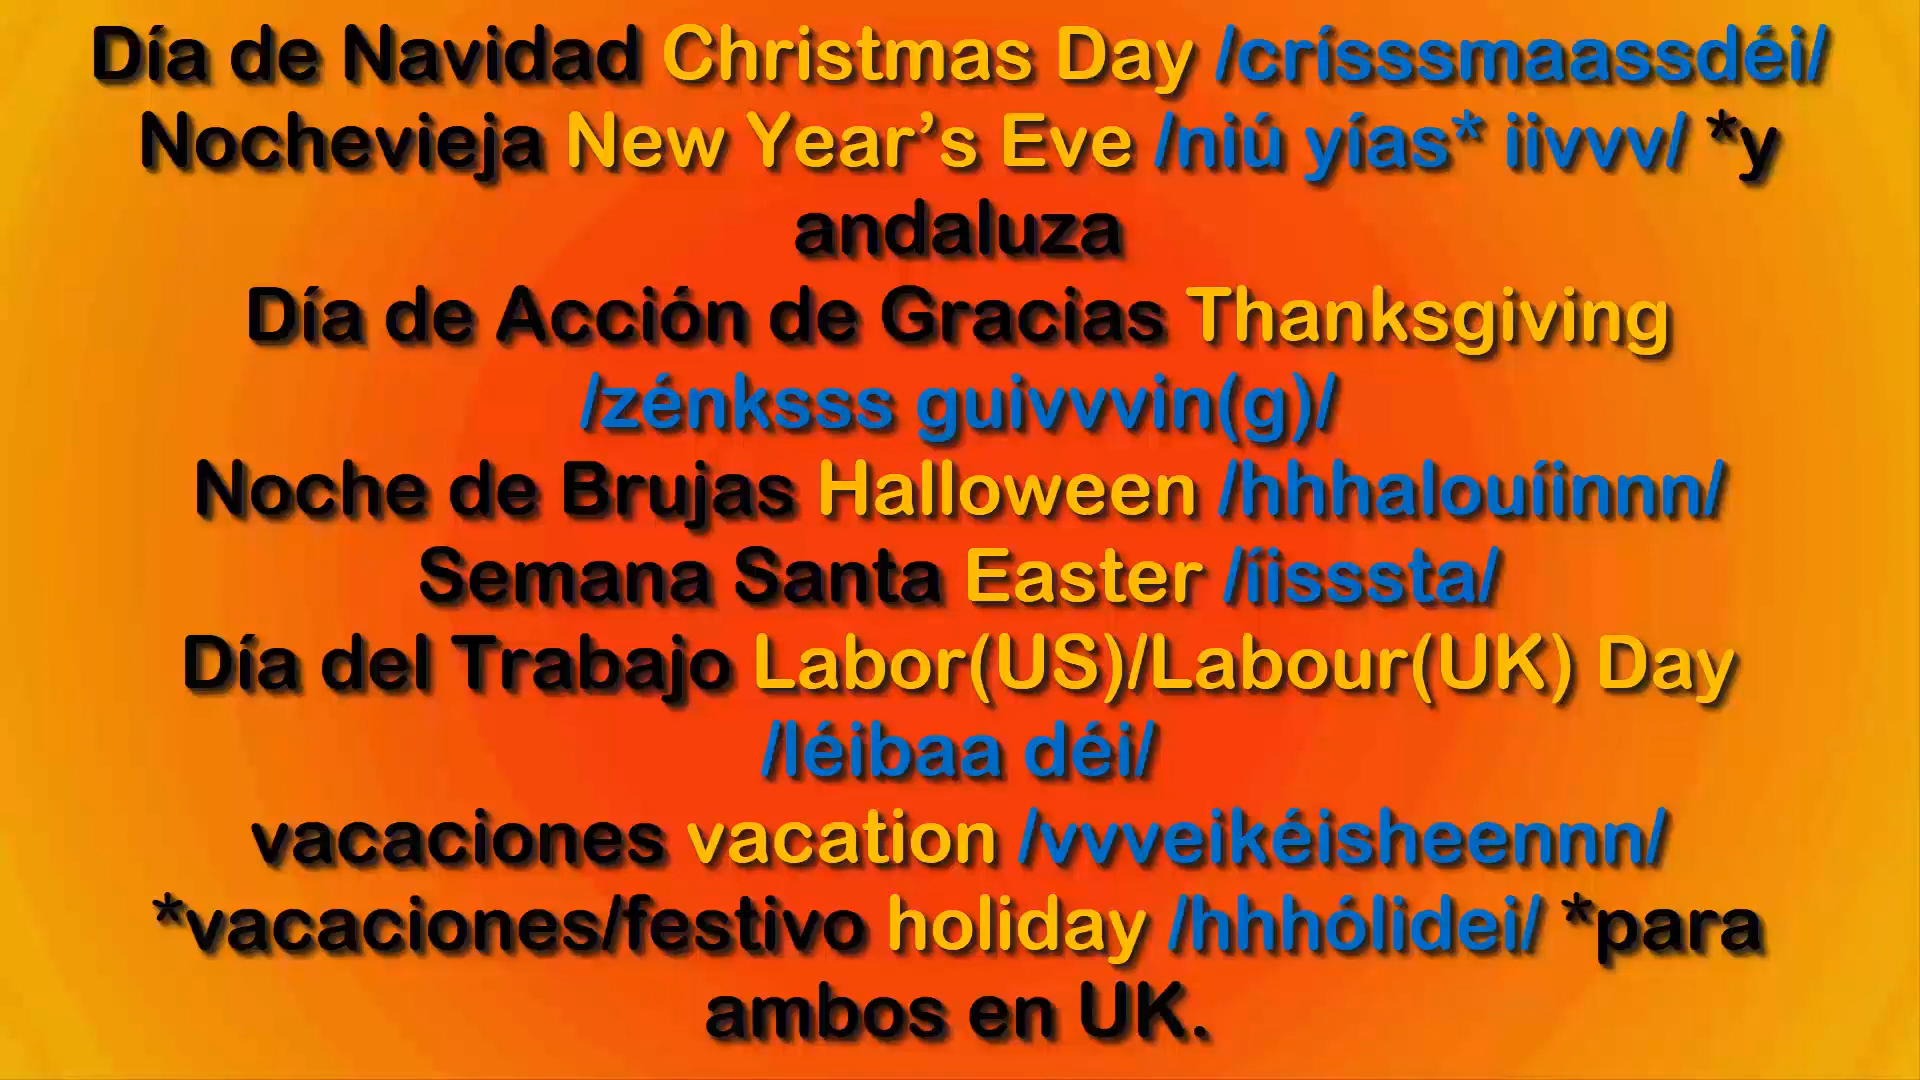 Día de Navidad Christmas Day /crísssmaassdéi/
Nochevieja New Year’s Eve /niú yías* iivvv/ *y
andaluza
Día de Acción de Gracias Thanksgiving
/zénksss guivvvin(g)/
Noche de Brujas Halloween /hhhalouíinnn/
Semana Santa Easter /íisssta/
Día del Trabajo Labor(US)/Labour(UK) Day
/léibaa déi/
vacaciones vacation /vvveikéisheennn/
*vacaciones/festivo holiday /hhhólidei/ *para
ambos en UK.